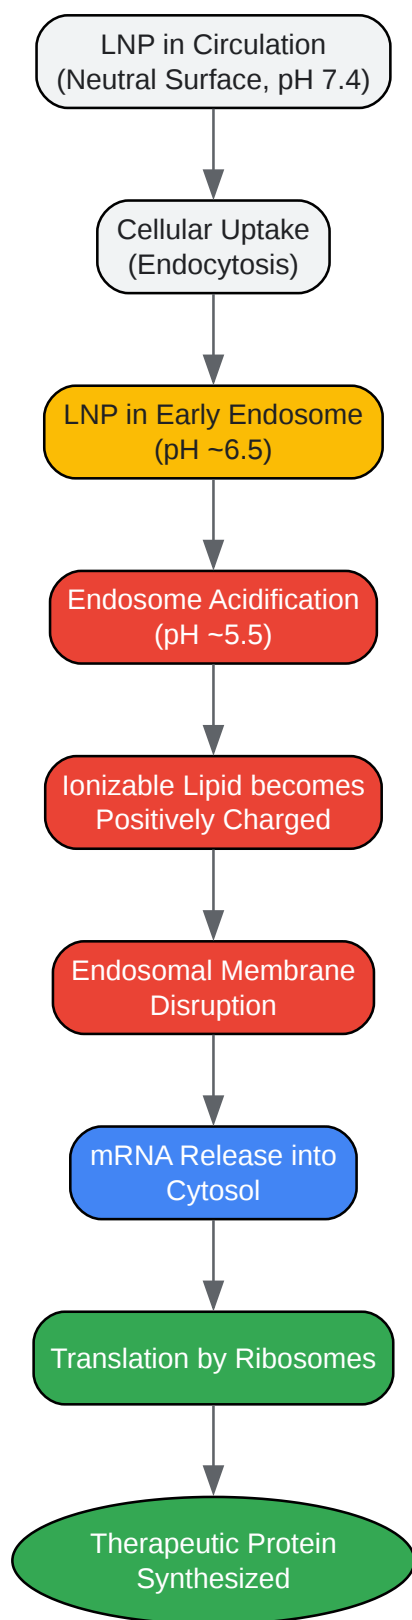 LNP in Circulation
(Neutral Surface, pH 7.4)
Cellular Uptake
(Endocytosis)
LNP in Early Endosome
(pH ~6.5)
Endosome Acidification
(pH ~5.5)
Ionizable Lipid becomes
Positively Charged
Endosomal Membrane
Disruption
mRNA Release into
Cytosol
Translation by Ribosomes
Therapeutic Protein
Synthesized